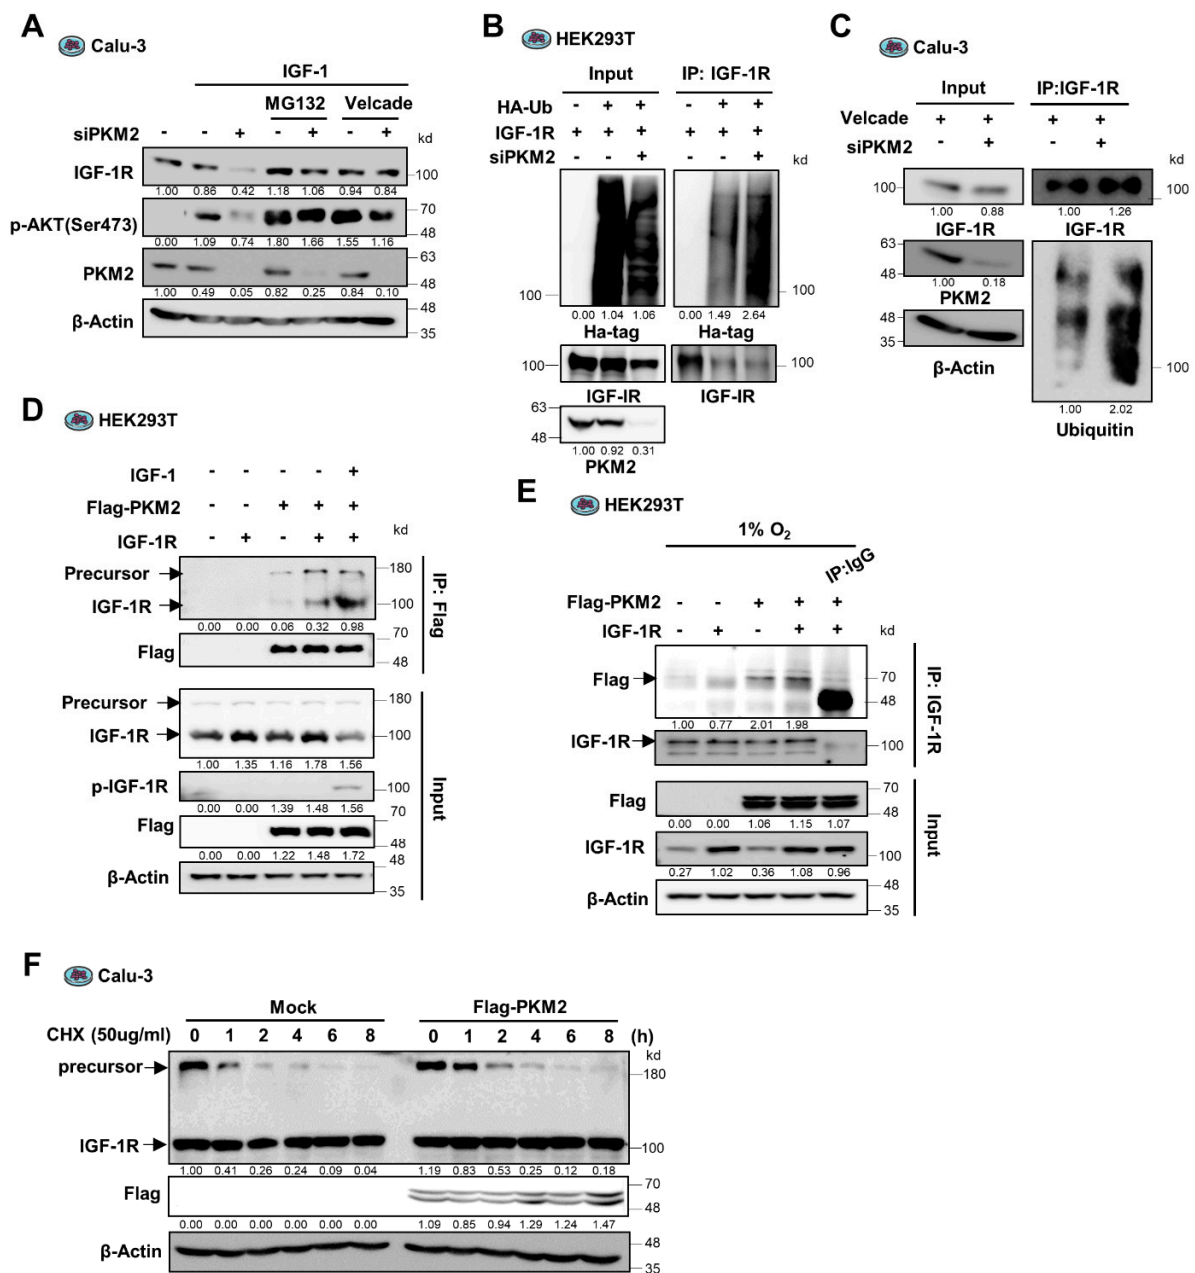 A
Calu-3
IGF-1
MG132 Velcade
siPKM2 - - + - + - + kd
IGF-1R 100
1.00 0.86 0.42 1.18 1.06 0.94 0.84
p-AKT(Ser473) 70 48
0.00 1.09 0.74 1.80 1.66 1.55 1.16
PKM2 63 48
1.00 0.49 0.05 0.82 0.25 0.84 0.10
β-Actin 48 35
B
HEK293T
Input IP: IGF-1R
HA-Ub - + + - + +
IGF-1R + + + + + +
siPKM2 - - + - - + kd
100 100
0.00 1.04 1.06 0.00 1.49 2.64
Ha-tag Ha-tag
100 100
IGF-IR IGF-IR
63
48
1.00 0.92 0.31
PKM2
C
Calu-3
Input IP:IGF-1R
Velcade + + + +
siPKM2 - + - + kd
100 100
1.00 0.88 1.00 1.26
IGF-1R IGF-1R
63
48
1.00 0.18
PKM2
48
35
β-Actin
100
1.00 2.02
Ubiquitin
D
HEK293T
IGF-1 - - - - +
Flag-PKM2 - - + + +
IGF-1R - + - + + kd
Precursor 180
IGF-1R 100
0.00 0.00 0.06 0.32 0.98
Flag 70 48
IP: Flag
Precursor 180
IGF-1R 100
1.00 1.35 1.16 1.78 1.56
p-IGF-1R 100
0.00 0.00 1.39 1.48 1.56
Flag 70 48
0.00 0.00 1.22 1.48 1.72
β-Actin 48 35
Input
E
HEK293T
1% O2
IP:IgG
Flag-PKM2 - - + + +
IGF-1R - + - + + kd
Flag 70 48
1.00 0.77 2.01 1.98
IGF-1R 100
IP: IGF-1R
Flag 70 48
0.00 0.00 1.06 1.15 1.07
IGF-1R 100
0.27 1.02 0.36 1.08 0.96
β-Actin 48 35
Input
F
Calu-3
Mock Flag-PKM2
CHX (50ug/ml) 0 1 2 4 6 8 0 1 2 4 6 8 (h)
kd
precursor 180
IGF-1R 100
1.00 0.41 0.26 0.24 0.09 0.04 1.19 0.83 0.53 0.25 0.12 0.18
Flag 70 48
0.00 0.00 0.00 0.00 0.00 0.00 1.09 0.85 0.94 1.29 1.24 1.47
β-Actin 48 35